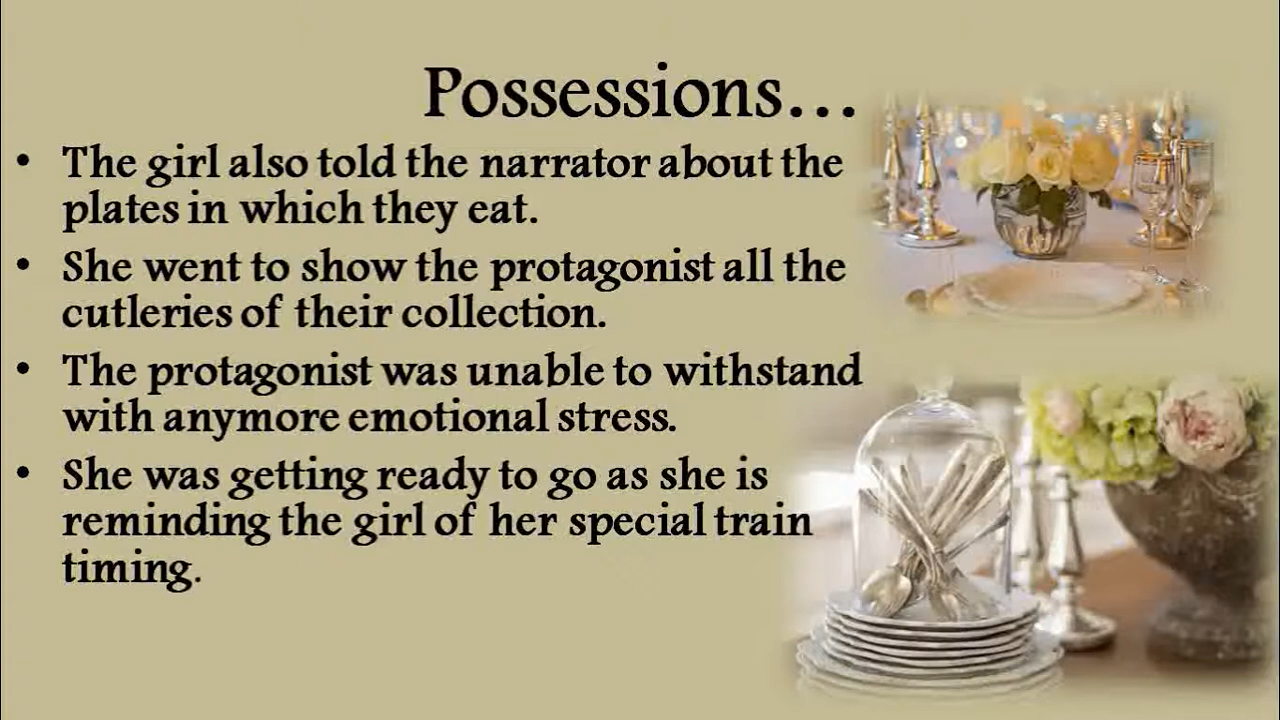 Possessions...
• The girl also told the narrator about the
plates in which they eat.
• She went to show the protagonist all the
cutleries of their collection.
• The protagonist was unable to withstand
with anymore emotional stress.
• She was getting ready to go as she is
reminding the girl of her special train
timing.